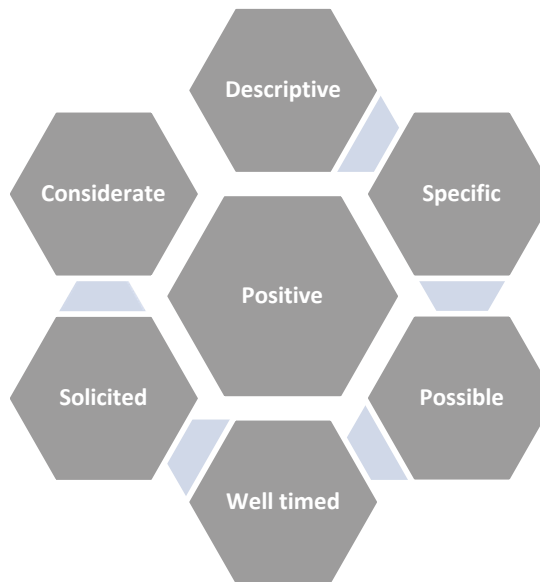 Descriptive
Considerate
Specific
Positive
Solicited
Possible
Well timed